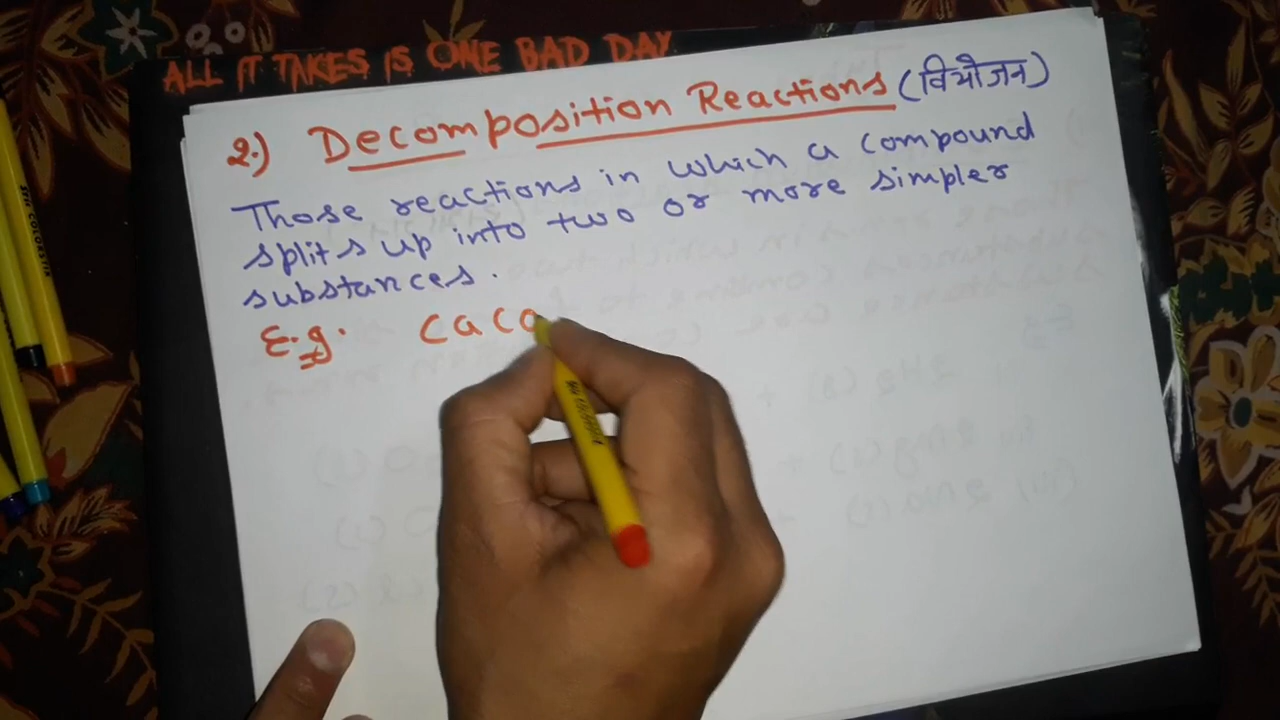 ALL IT TAKES IS ONE BAD DAY
2.) Decomposition Reactions (वियोजन)
Those reactions in which a compound
splits up into two or more simpler
substances.
E.g. CaCO